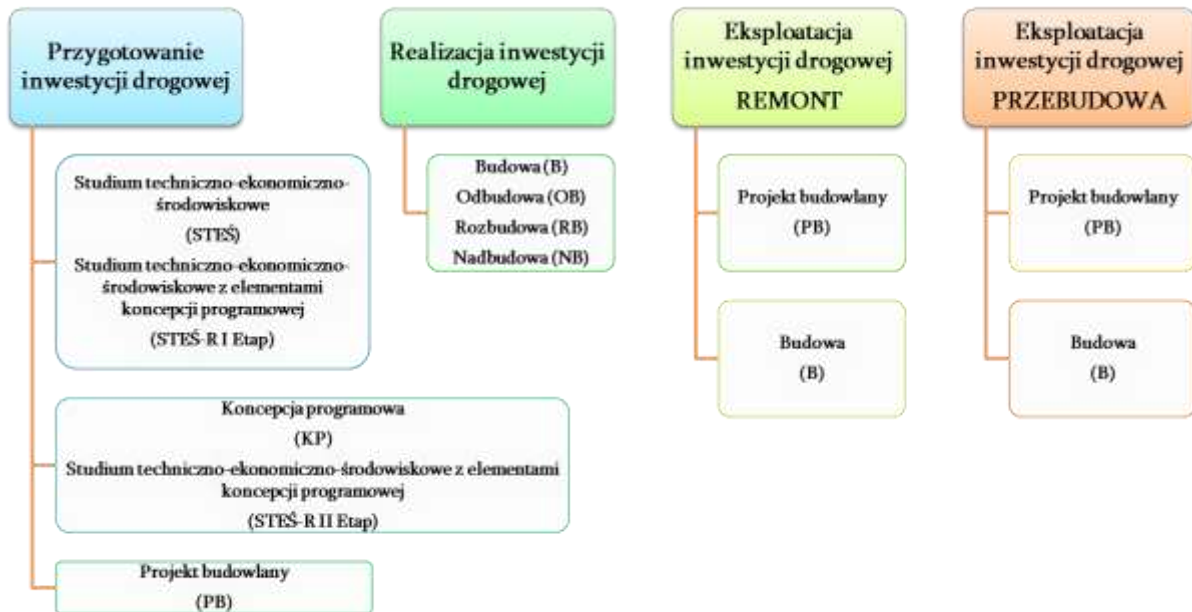 Przygotowanie
inwestycji drogowej
Studium techniczno-ekonomiczno-
środowiskowe
(STEŚ)
Studium techniczno-ekonomiczno-
środowiskowe z elementami
koncepcji programowej
(STEŚ-R I Etap)
Koncepcja programowa
(KP)
Studium techniczno-ekonomiczno-środowiskowe z elementami
koncepcji programowej
(STEŚ-R II Etap)
Projekt budowlany
(PB)
Realizacja inwestycji
drogowej
Budowa (B)
Odbudowa (OB)
Rozbudowa (RB)
Nadbudowa (NB)
Eksploatacja
inwestycji drogowej
REMONT
Projekt budowlany
(PB)
Budowa
(B)
Eksploatacja
inwestycji drogowej
PRZEBUDOWA
Projekt budowlany
(PB)
Budowa
(B)